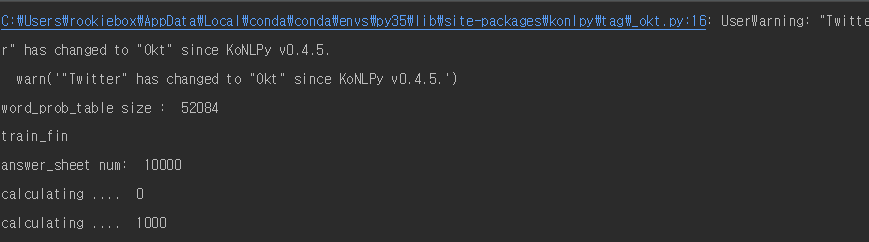 C:₩Users₩rookiebox₩AppData₩Local₩conda₩conda₩envs₩py35₩lib₩site-packages₩konlpy₩tag₩_okt.py:16: UserWarning: "Twitte
r" has changed to "Okt" since KoNLPy v0.4.5.
  warn('"Twitter" has changed to "Okt" since KoNLPy v0.4.5.')
word_prob_table size :  52084
train_fin
answer_sheet num:  10000
calculating ....  0
calculating ....  1000